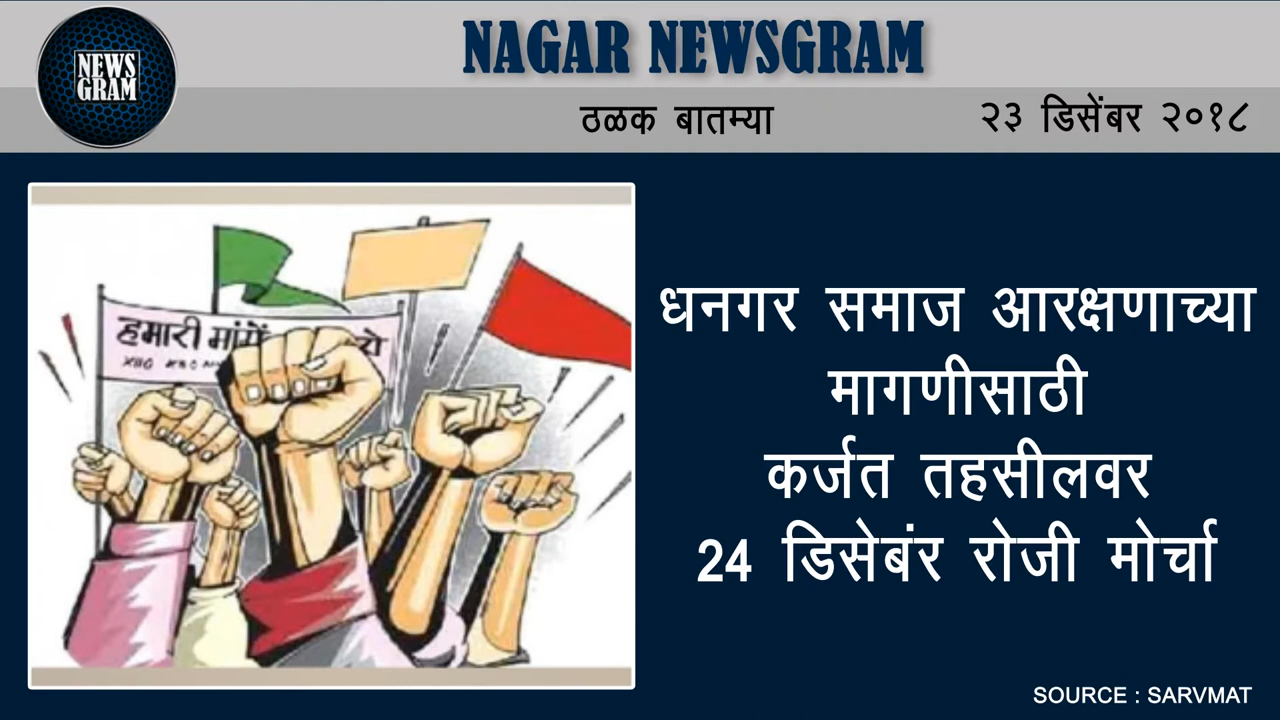 NEWS
GRAM
NAGAR NEWSGRAM
ठळक बातम्या
२३ डिसेंबर २०१८
हमारी मांगें
धनगर समाज आरक्षणाच्या
मागणीसाठी
कर्जत तहसीलवर
24 डिसेबंर रोजी मोर्चा
SOURCE : SARVMAT